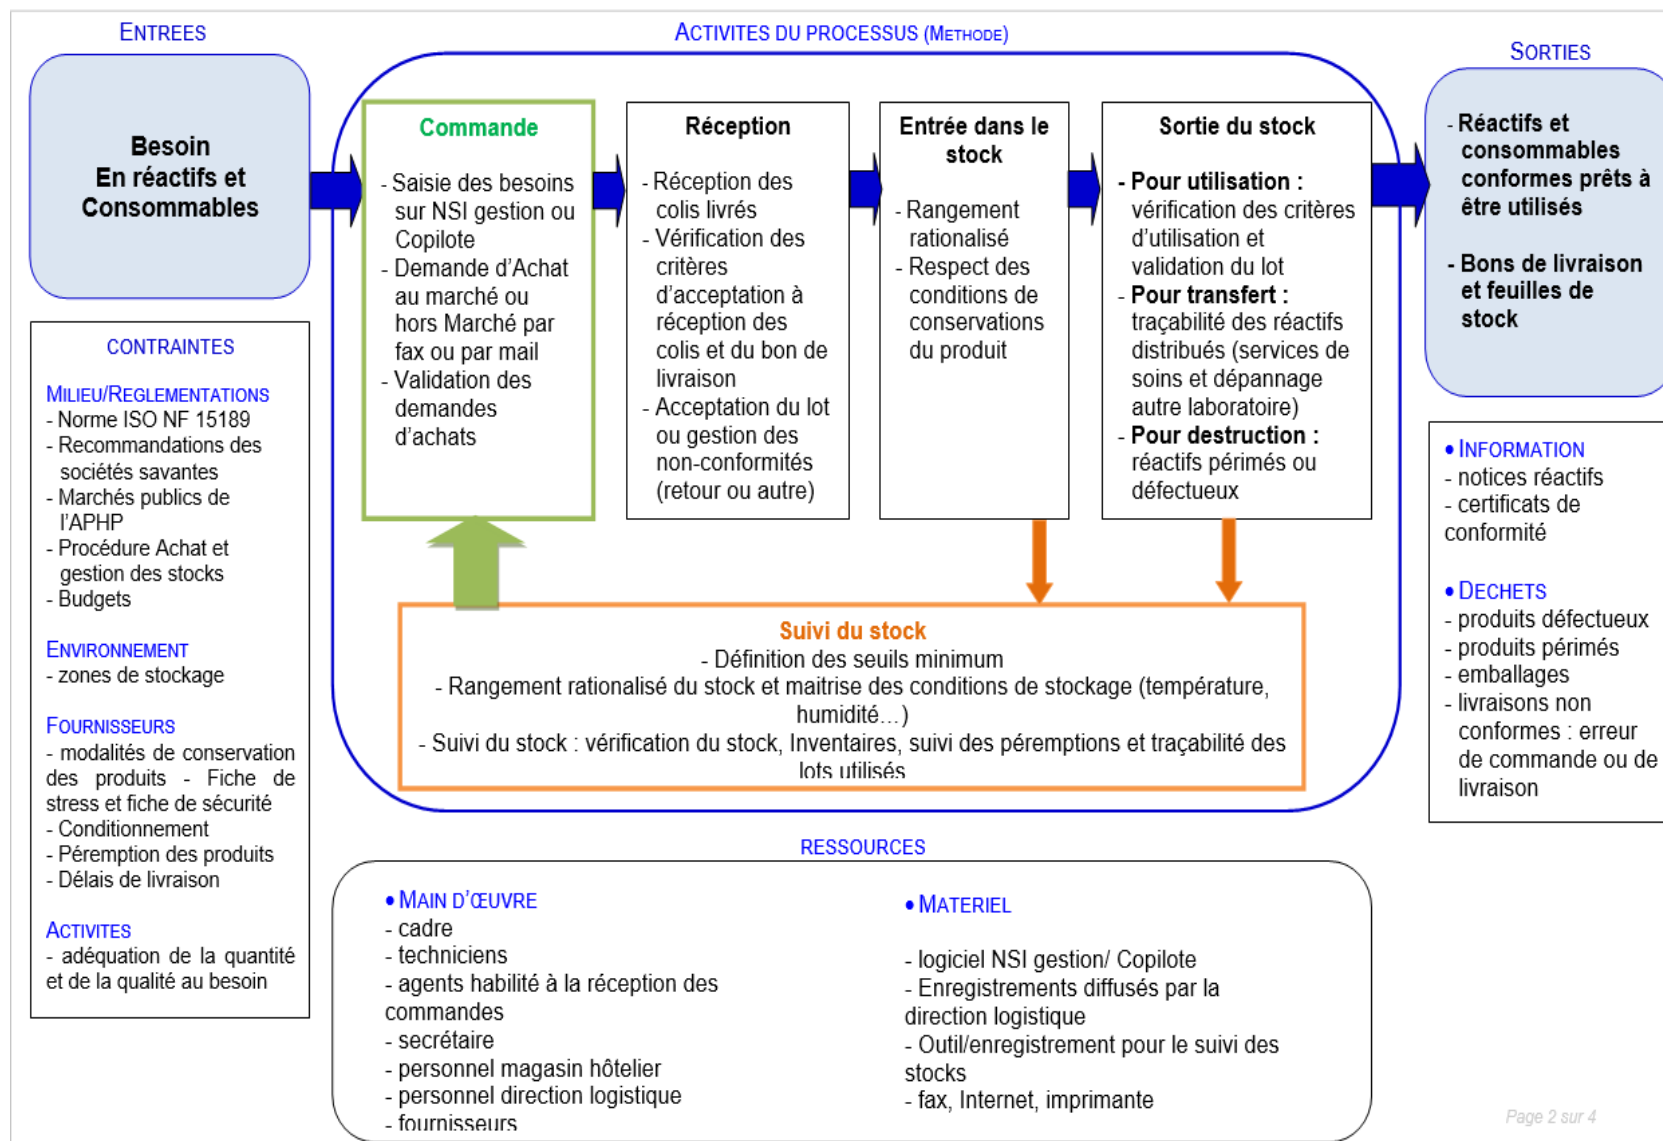 ENTREES
Besoin
En réactifs et
Consommables
CONTRAINTES
MILIEU/REGLEMENTATIONS
- Norme ISO NF 15189
- Recommandations des
sociétés savantes
- Marchés publics de
l'APHP
- Procédure Achat et
gestion des stocks
- Budgets
ENVIRONNEMENT
- zones de stockage
FOURNISSEURS
- modalités de conservation
des produits - Fiche de
stress et fiche de sécurité
- Conditionnement
- Péremption des produits
- Délais de livraison
ACTIVITES
- adéquation de la quantité
et de la qualité au besoin
ACTIVITES DU PROCESSUS (METHODE)
Commande
- Saisie des besoins
sur NSI gestion ou
Copilote
- Demande d'Achat
au marché ou
hors Marché par
fax ou par mail
- Validation des
demandes
d'achats
Réception
- Réception des
colis livrés
- Vérification des
critères
d'acceptation à
réception des
colis et du bon de
livraison
- Acceptation du lot
ou gestion des
non-conformités
(retour ou autre)
Entrée dans le
stock
- Rangement
rationalisé
- Respect des
conditions de
conservations
du produit
Sortie du stock
- Pour utilisation :
vérification des critères
d'utilisation et
validation du lot
- Pour transfert :
traçabilité des réactifs
distribués (services de
soins et dépannage
autre laboratoire)
- Pour destruction :
réactifs périmés ou
défectueux
Suivi du stock
- Définition des seuils minimum
- Rangement rationalisé du stock et maitrise des conditions de stockage (température,
humidité…)
- Suivi du stock : vérification du stock, Inventaires, suivi des péremptions et traçabilité des
lots utilisés
SORTIES
- Réactifs et
consommables
conformes prêts à
être utilisés
- Bons de livraison
et feuilles de
stock
• INFORMATION
- notices réactifs
- certificats de
conformité
• DECHETS
- produits défectueux
- produits périmés
- emballages
- livraisons non
conformes : erreur
de commande ou de
livraison
RESSOURCES
• MAIN D'ŒUVRE
- cadre
- techniciens
- agents habilité à la réception des
commandes
- secrétaire
- personnel magasin hôtelier
- personnel direction logistique
- fournisseurs
• MATERIEL
- logiciel NSI gestion/ Copilote
- Enregistrements diffusés par la
direction logistique
- Outil/enregistrement pour le suivi des
stocks
- fax, Internet, imprimante
Page 2 sur 4